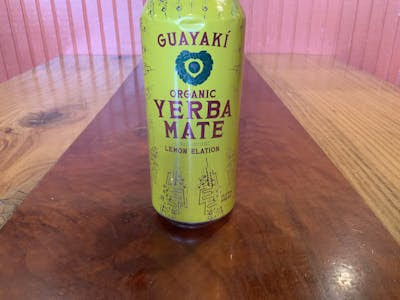 GUAYAKÍ
ORGANIC
YERBA
MATE
LEMON ELATION